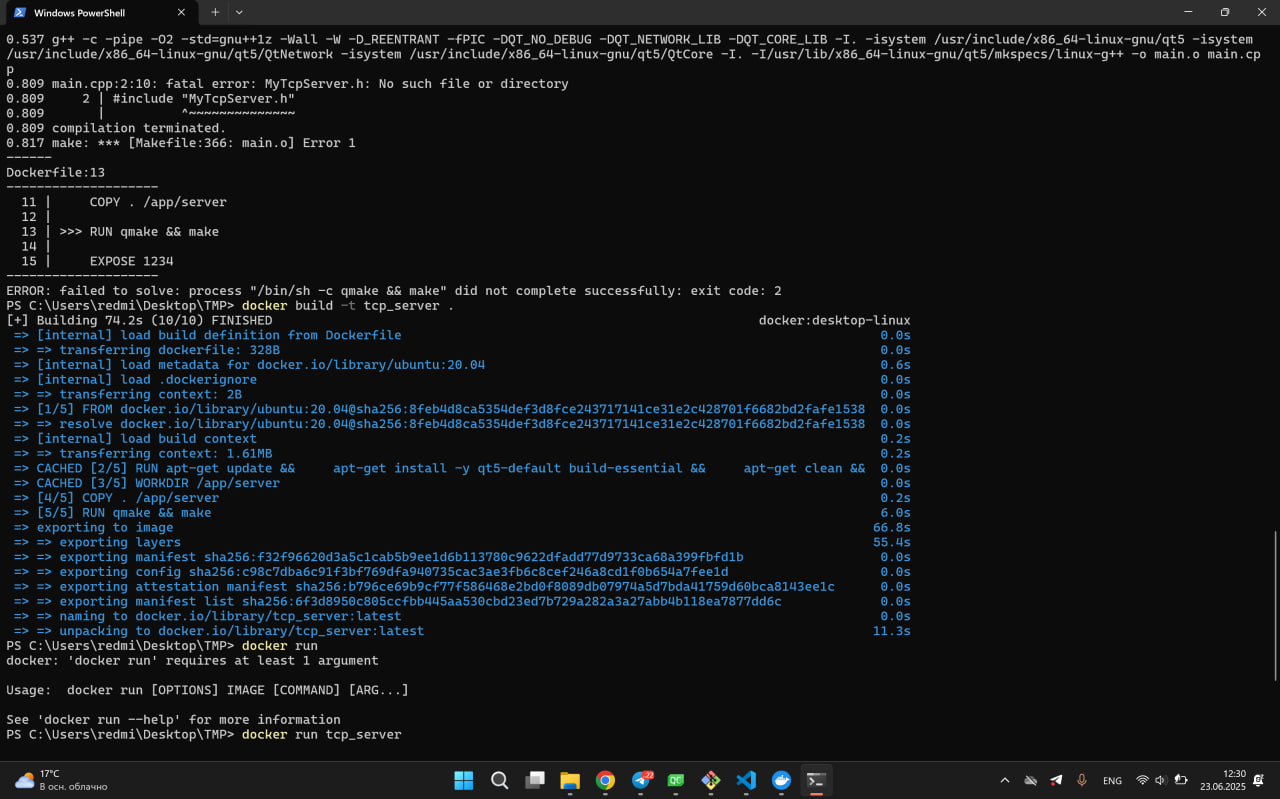 Windows PowerShell
0.537 g++ -c -pipe -O2 -std=gnu++1z -Wall -W -D_REENTRANT -fPIC -DQT_NO_DEBUG -DQT_NETWORK_LIB -DQT_CORE_LIB -I. -isystem /usr/include/x86_64-linux-gnu/qt5 -isystem
/usr/include/x86_64-linux-gnu/qt5/QtNetwork -isystem /usr/include/x86_64-linux-gnu/qt5/QtCore -I. -I/usr/lib/x86_64-linux-gnu/qt5/mkspecs/linux-g++ -o main.o main.cp
p
0.809 main.cpp:2:10: fatal error: MyTcpServer.h: No such file or directory
0.809     2 | #include "MyTcpServer.h"
0.809       |          ^~~~~~~~~~~~~~~
0.809 compilation terminated.
0.817 make: *** [Makefile:366: main.o] Error 1
------
Dockerfile:13
--------------------
  11 |     COPY . /app/server
  12 |
  13 | >>> RUN qmake && make
  14 |
  15 |     EXPOSE 1234
--------------------
ERROR: failed to solve: process "/bin/sh -c qmake && make" did not complete successfully: exit code: 2
PS C:\Users\redmi\Desktop\TMP> docker build -t tcp_server .
[+] Building 74.2s (10/10) FINISHED docker:desktop-linux
 => [internal] load build definition from Dockerfile 0.0s
 => => transferring dockerfile: 328B 0.0s
 => [internal] load metadata for docker.io/library/ubuntu:20.04 0.6s
 => [internal] load .dockerignore 0.0s
 => => transferring context: 2B 0.0s
 => [1/5] FROM docker.io/library/ubuntu:20.04@sha256:8feb4d8ca5354def3d8fce243717141ce31e2c428701f6682bd2fafe1538 0.0s
 => => resolve docker.io/library/ubuntu:20.04@sha256:8feb4d8ca5354def3d8fce243717141ce31e2c428701f6682bd2fafe1538 0.0s
 => [internal] load build context 0.2s
 => => transferring context: 1.61MB 0.2s
 => CACHED [2/5] RUN apt-get update &&     apt-get install -y qt5-default build-essential &&     apt-get clean && 0.0s
 => CACHED [3/5] WORKDIR /app/server 0.0s
 => [4/5] COPY . /app/server 0.2s
 => [5/5] RUN qmake && make 6.0s
 => exporting to image 66.8s
 => => exporting layers 55.4s
 => => exporting manifest sha256:f32f96620d3a5c1cab5b9ee1d6b113780c9622dfadd77d9733ca68a399fbfd1b 0.0s
 => => exporting config sha256:c98c7dba6c91f3bf769dfa940735cac3ae3fb6c8cef246a8cd1f0b654a7fee1d 0.0s
 => => exporting attestation manifest sha256:b796ce69b9cf77f586468e2bd0f8089db07974a5d7bda41759d60bca8143ee1c 0.0s
 => => exporting manifest list sha256:6f3d8950c805ccfbb445aa530cbd23ed7b729a282a3a27abb4b118ea7877dd6c 0.0s
 => => naming to docker.io/library/tcp_server:latest 0.0s
 => => unpacking to docker.io/library/tcp_server:latest 11.3s
PS C:\Users\redmi\Desktop\TMP> docker run
docker: 'docker run' requires at least 1 argument
Usage:  docker run [OPTIONS] IMAGE [COMMAND] [ARG...]
See 'docker run --help' for more information
PS C:\Users\redmi\Desktop\TMP> docker run tcp_server
17°C
В осн. облачно
22
QC
ENG
12:30
23.06.2025